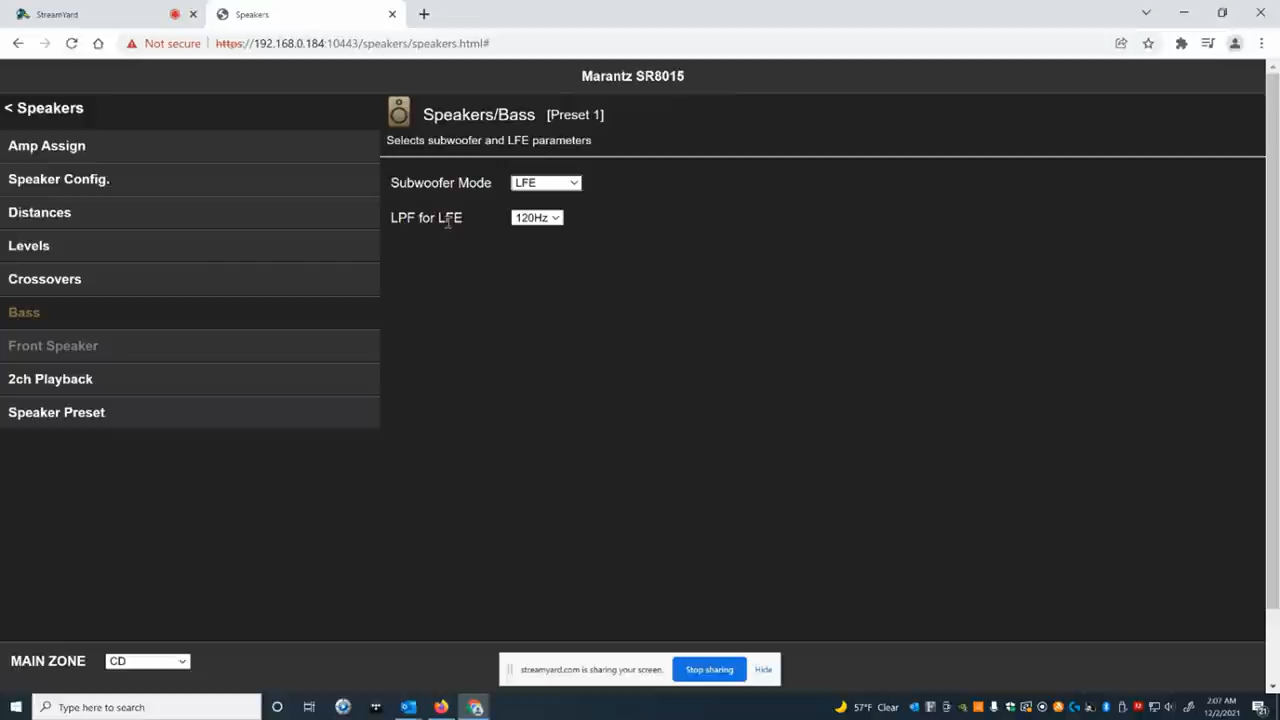 StreamYard
Speakers
Not secure https://192.168.0.184:10443/speakers/speakers.html#
Marantz SR8015
< Speakers
Amp Assign
Speaker Config.
Distances
Levels
Crossovers
Bass
Front Speaker
2ch Playback
Speaker Preset
Speakers/Bass [Preset 1]
Selects subwoofer and LFE parameters
Subwoofer Mode LFE
LPF for LFE 120Hz
MAIN ZONE CD
streamyard.com is sharing your screen. Stop sharing Hide
Type here to search
57°F Clear
2:07 AM
12/2/2021